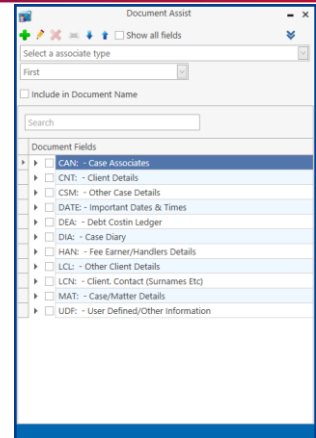 Document Assist
Show all fields
Select a associate type
First
Include in Document Name
Search
Document Fields
CAN: - Case Associates
CNT: - Client Details
CSM: - Other Case Details
DATE: - Important Dates & Times
DEA: - Debt Costin Ledger
DIA: - Case Diary
HAN: - Fee Earner/Handlers Details
LCL: - Other Client Details
LCN: - Client. Contact (Surnames Etc)
MAT: - Case/Matter Details
UDF: - User Defined/Other Information